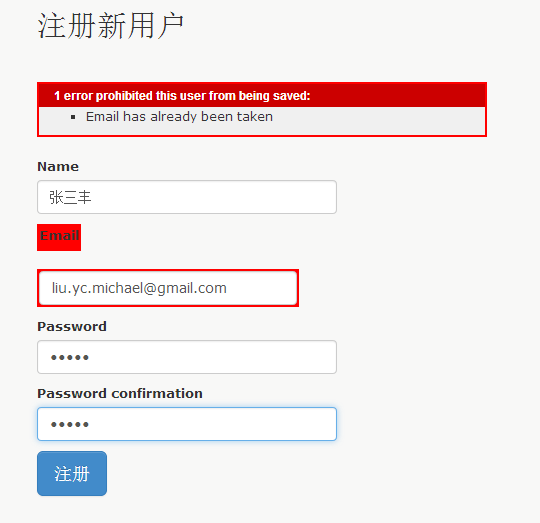 注册新用户
1 error prohibited this user from being saved:
Email has already been taken
Name
张三丰
Email
liu.yc.michael@gmail.com
Password
•••••
Password confirmation
•••••
注册